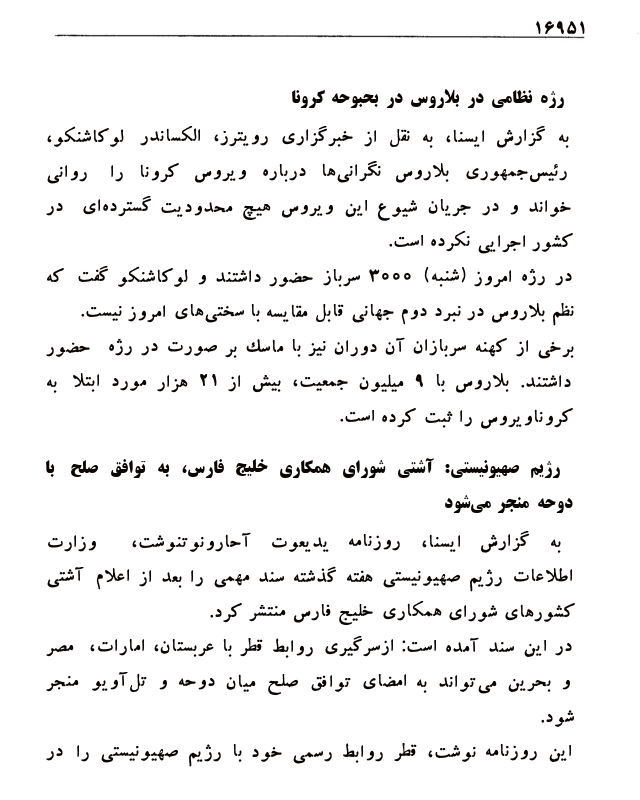 ۱۶۹۵۱
رژه نظامی در بلاروس در بحبوحه کرونا
به گزارش ایسنا، به نقل از خبرگزاری رویترز، الکساندر لوکاشنکو،
رئیس‌جمهوری بلاروس نگرانی‌ها درباره ویروس کرونا را روانی
خواند و در جریان شیوع این ویروس هیچ محدودیت گسترده‌ای در
کشور اجرایی نکرده است.
در رژه امروز (شنبه) ۳۰۰۰ سرباز حضور داشتند و لوکاشنکو گفت که
نظم بلاروس در نبرد دوم جهانی قابل مقایسه با سختی‌های امروز نیست.
برخی از کهنه سربازان آن دوران نیز با ماسك بر صورت در رژه حضور
داشتند. بلاروس با ۹ میلیون جمعیت، بیش از ۲۱ هزار مورد ابتلا به
کروناویروس را ثبت کرده است.
رژیم صهیونیستی: آشتی شورای همکاری خلیج فارس، به توافق صلح با
دوحه منجر می‌شود
به گزارش ایسنا، روزنامه یدیعوت آحارونوتنوشت، وزارت
اطلاعات رژیم صهیونیستی هفته گذشته سند مهمی را بعد از اعلام آشتی
کشورهای شورای همکاری خلیج فارس منتشر کرد.
در این سند آمده است: ازسرگیری روابط قطر با عربستان، امارات، مصر
و بحرین می‌تواند به امضای توافق صلح میان دوحه و تل‌آویو منجر
شود.
این روزنامه نوشت، قطر روابط رسمی خود با رژیم صهیونیستی را در